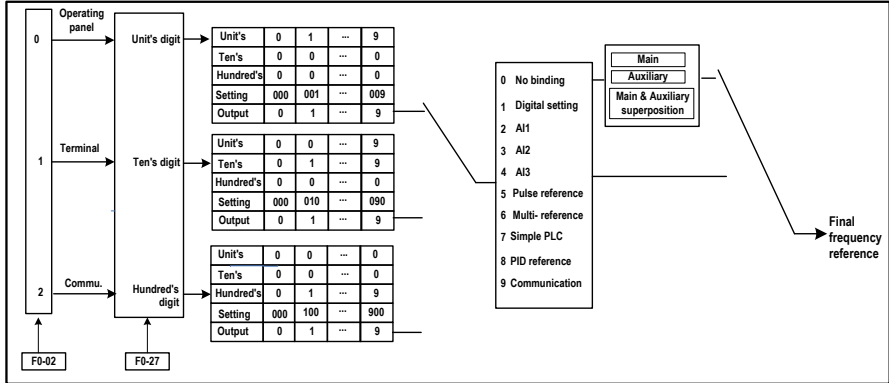 Operating
panel
0
Unit's digit
Terminal
1
Ten's digit
Commu.
2
Hundred's
digit
F0-02
F0-27
Unit's 0 1 ... 9
Ten's 0 0 ... 0
Hundred's 0 0 ... 0
Setting 000 001 ... 009
Output 0 1 ... 9
Unit's 0 0 ... 9
Ten's 0 1 ... 9
Hundred's 0 0 ... 0
Setting 000 010 ... 090
Output 0 1 ... 9
Unit's 0 0 ... 0
Ten's 0 0 ... 0
Hundred's 0 1 ... 9
Setting 000 100 ... 900
Output 0 1 ... 9
0 No binding
1 Digital setting
2 AI1
3 AI2
4 AI3
5 Pulse reference
6 Multi- reference
7 Simple PLC
8 PID reference
9 Communication
Main
Auxiliary
Main & Auxiliary
superposition
Final
frequency
reference